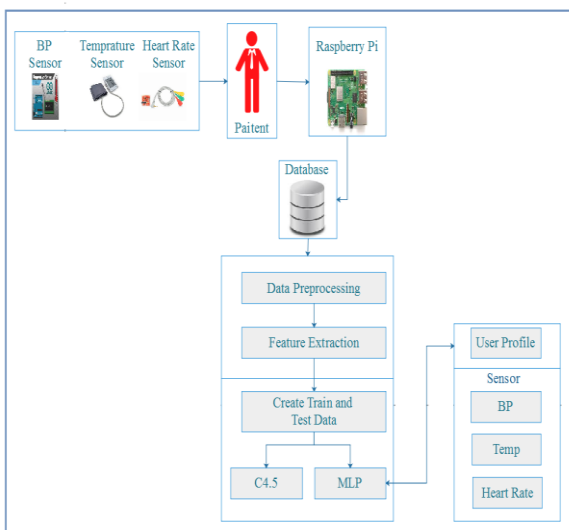 BP
Sensor
Temprature
Sensor
Heart Rate
Sensor
Paitent
Raspberry Pi
Database
Data Preprocessing
Feature Extraction
Create Train and
Test Data
C4.5
MLP
User Profile
Sensor
BP
Temp
Heart Rate